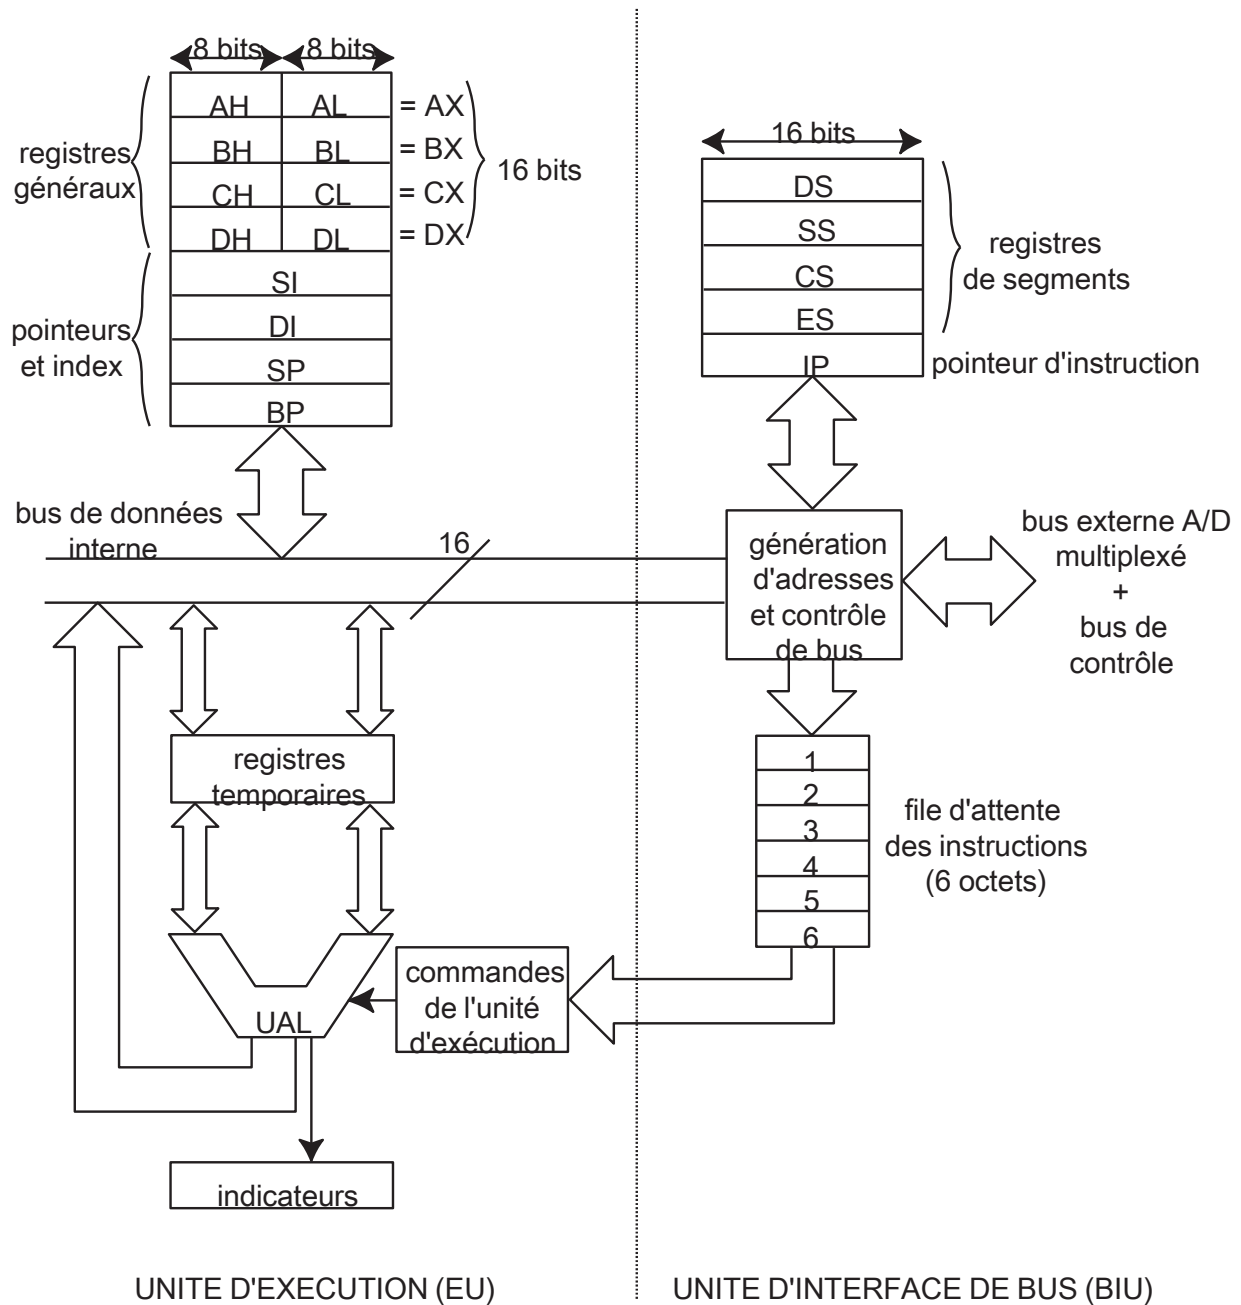 8 bits 8 bits
AH AL = AX
BH BL = BX
CH CL = CX
DH DL = DX
registres
généraux
16 bits
SI
DI
SP
BP
pointeurs
et index
16 bits
DS
SS
CS
ES
IP
registres
de segments
pointeur d'instruction
bus de données
interne
16
génération
d'adresses
et contrôle
de bus
bus externe A/D
multiplexé
+
bus de
contrôle
registres
temporaires
1
2
3
4
5
6
file d'attente
des instructions
(6 octets)
UAL
commandes
de l'unité
d'exécution
indicateurs
UNITE D'EXECUTION (EU)
UNITE D'INTERFACE DE BUS (BIU)